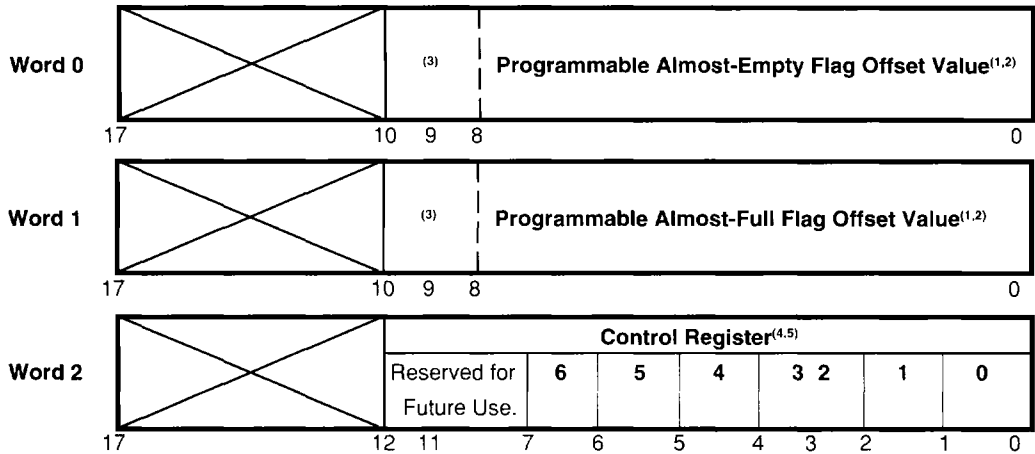 Word 0
(3)
Programmable Almost-Empty Flag Offset Value(1,2)
17 10 9 8 0
Word 1
(3)
Programmable Almost-Full Flag Offset Value(1,2)
17 10 9 8 0
Word 2
Control Register(4.5)
Reserved for
Future Use.
6 5 4 3 2 1 0
17 12 11 7 6 5 4 3 2 1 0